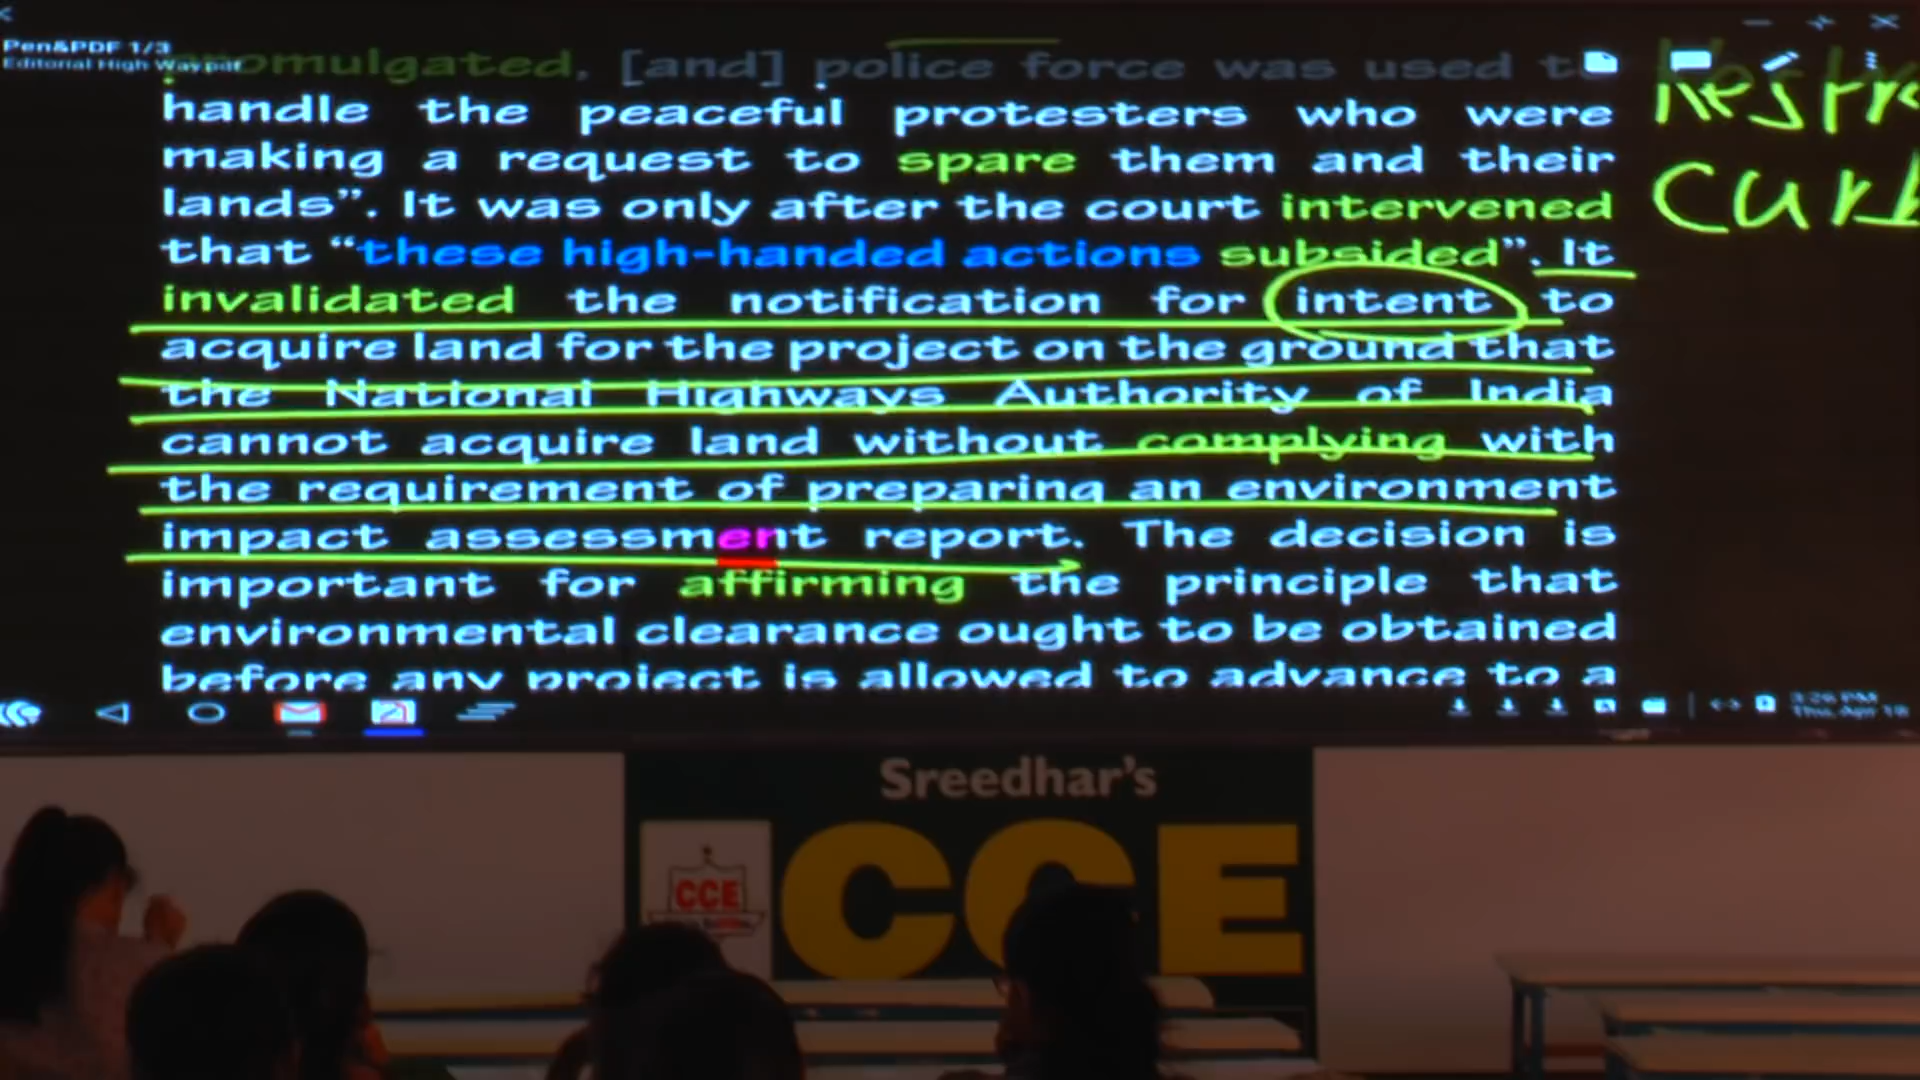 Pen&PDF 1/3
Editorial High Way.pdf
promulgated, [and] police force was used
handle the peaceful protesters who were
making a request to spare them and their
lands". It was only after the court intervened
that "these high-handed actions subsided". It
invalidated the notification for intent to
acquire land for the project on the ground that
the National Highways Authority of India
cannot acquire land without complying with
the requirement of preparing an environment
impact assessment report. The decision is
important for affirming the principle that
environmental clearance ought to be obtained
before any project is allowed to advance to a
3:26 PM
Sreedhar's
CCE
CCE